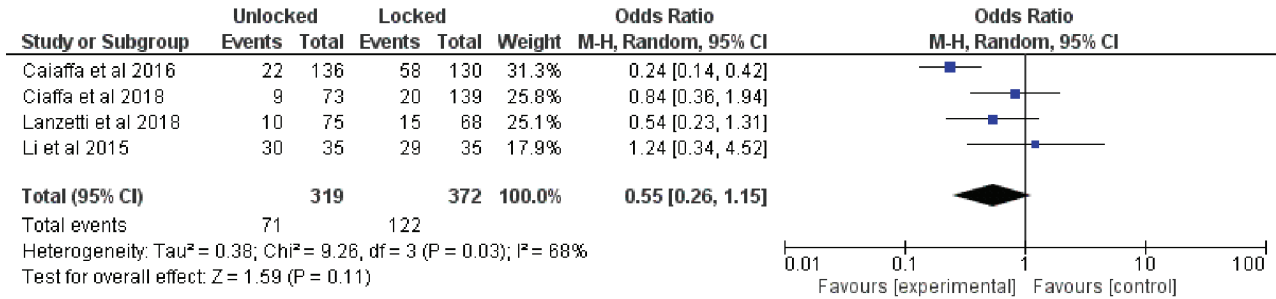 Unlocked Locked Odds Ratio Odds Ratio
Study or Subgroup Events Total Events Total Weight M-H, Random, 95% CI M-H, Random, 95% CI
Caiaffa et al 2016 22 136 58 130 31.3% 0.24 [0.14, 0.42]
Ciaffa et al 2018 9 73 20 139 25.8% 0.84 [0.36, 1.94]
Lanzetti et al 2018 10 75 15 68 25.1% 0.54 [0.23, 1.31]
Li et al 2015 30 35 29 35 17.9% 1.24 [0.34, 4.52]
Total (95% CI) 319 372 100.0% 0.55 [0.26, 1.15]
Total events 71 122
Heterogeneity: Tau² = 0.38; Chi² = 9.26, df = 3 (P = 0.03); I² = 68%
Test for overall effect: Z = 1.59 (P = 0.11)
0.01 0.1 1 10 100
Favours [experimental] Favours [control]